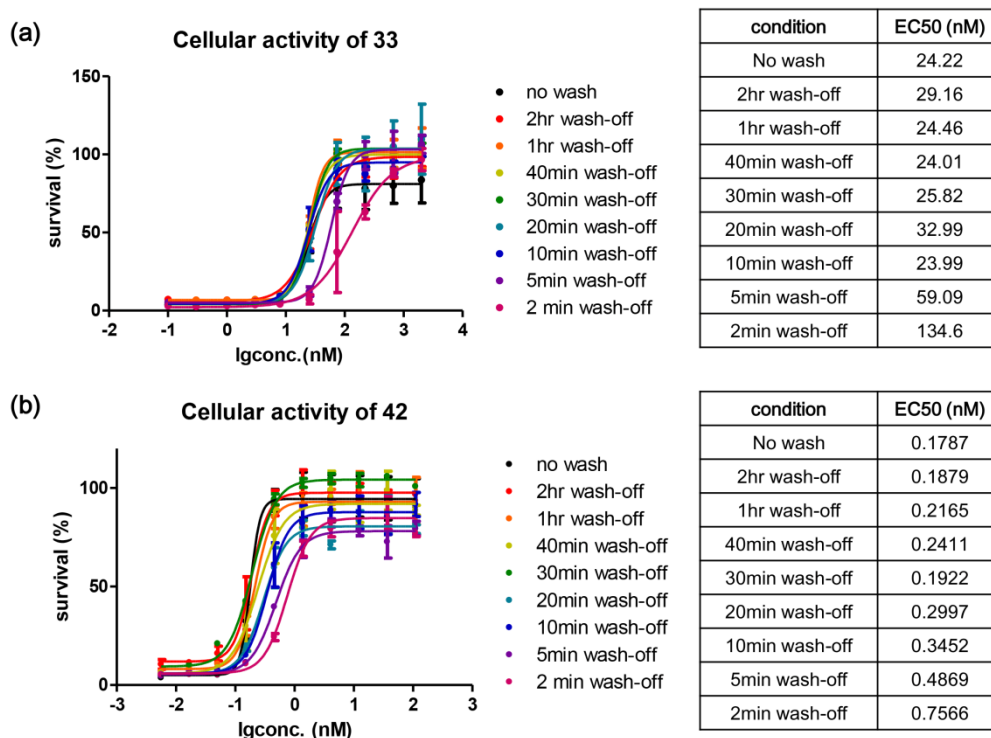 (a)
Cellular activity of 33
150
100
50
0
-2
-1
0
1
2
3
4
survival (%)
lgconc.(nM)
no wash
2hr wash-off
1hr wash-off
40min wash-off
30min wash-off
20min wash-off
10min wash-off
5min wash-off
2 min wash-off
condition EC50 (nM)
No wash 24.22
2hr wash-off 29.16
1hr wash-off 24.46
40min wash-off 24.01
30min wash-off 25.82
20min wash-off 32.99
10min wash-off 23.99
5min wash-off 59.09
2min wash-off 134.6
(b)
Cellular activity of 42
100
50
0
-3
-2
-1
0
1
2
3
survival (%)
lgconc. (nM)
no wash
2hr wash-off
1hr wash-off
40min wash-off
30min wash-off
20min wash-off
10min wash-off
5min wash-off
2 min wash-off
condition EC50 (nM)
No wash 0.1787
2hr wash-off 0.1879
1hr wash-off 0.2165
40min wash-off 0.2411
30min wash-off 0.1922
20min wash-off 0.2997
10min wash-off 0.3452
5min wash-off 0.4869
2min wash-off 0.7566